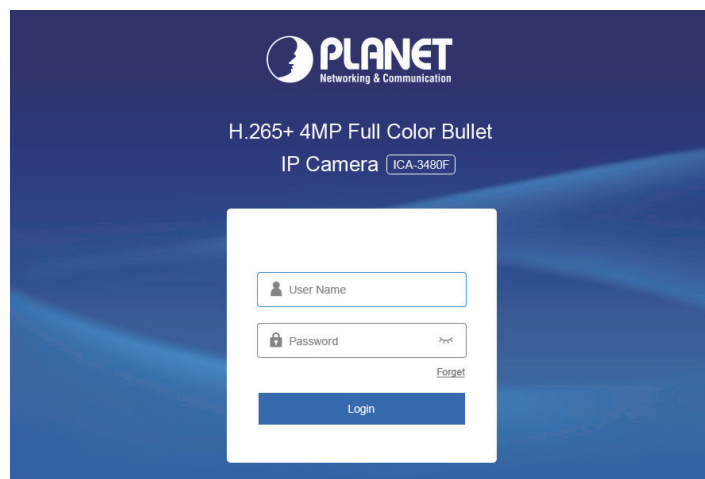 PLANET
Networking & Communication
H.265+ 4MP Full Color Bullet
IP Camera ICA-3480F
User Name
Password
Forget
Login